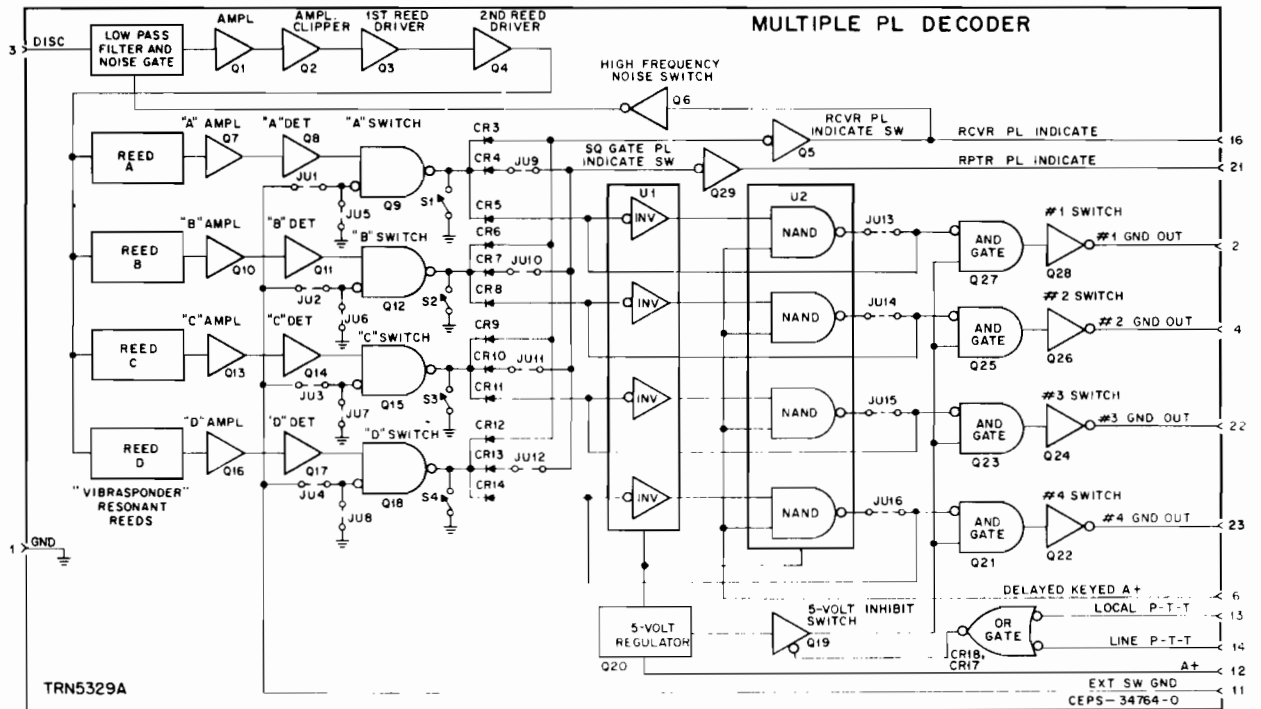 MULTIPLE PL DECODER
AMPL
AMPL. CLIPPER
1ST REED DRIVER
2ND REED DRIVER
3 DISC
LOW PASS FILTER AND NOISE GATE
Q1
Q2
Q3
Q4
HIGH FREQUENCY NOISE SWITCH
Q6
"A" AMPL
Q7
"A" DET
Q8
"A" SWITCH
CR3
RCVR PL INDICATE SW
Q5
RCVR PL INDICATE
16
REED A
CR4
JU9
SQ GATE PL INDICATE SW
Q29
RPTR PL INDICATE
21
JU1
JU5
Q9
S1
CR5
U1
U2
INV
NAND
JU13
AND GATE
Q27
#1 SWITCH
Q28
#1 GND OUT
2
"B" AMPL
Q10
"B" DET
Q11
"B" SWITCH
CR6
REED B
CR7
JU10
JU2
JU6
Q12
S2
CR8
INV
NAND
JU14
AND GATE
Q25
#2 SWITCH
Q26
#2 GND OUT
4
"C" AMPL
Q13
"C" DET
Q14
"C" SWITCH
CR9
REED C
CR10
JU11
JU3
JU7
Q15
S3
CR11
INV
NAND
JU15
AND GATE
Q23
#3 SWITCH
Q24
#3 GND OUT
22
"D" AMPL
Q16
"D" DET
Q17
"D" SWITCH
CR12
REED D
CR13
JU12
JU4
JU8
Q18
S4
CR14
INV
NAND
JU16
AND GATE
Q21
#4 SWITCH
Q22
#4 GND OUT
23
"VIBRASPONDER" RESONANT REEDS
1 GND
DELAYED KEYED A+
6
5-VOLT REGULATOR
Q20
5-VOLT INHIBIT SWITCH
Q19
OR GATE
CR18, CR17
LOCAL P-T-T
13
LINE P-T-T
14
A+
12
EXT SW GND
11
TRN5329A
CEPS-34764-O